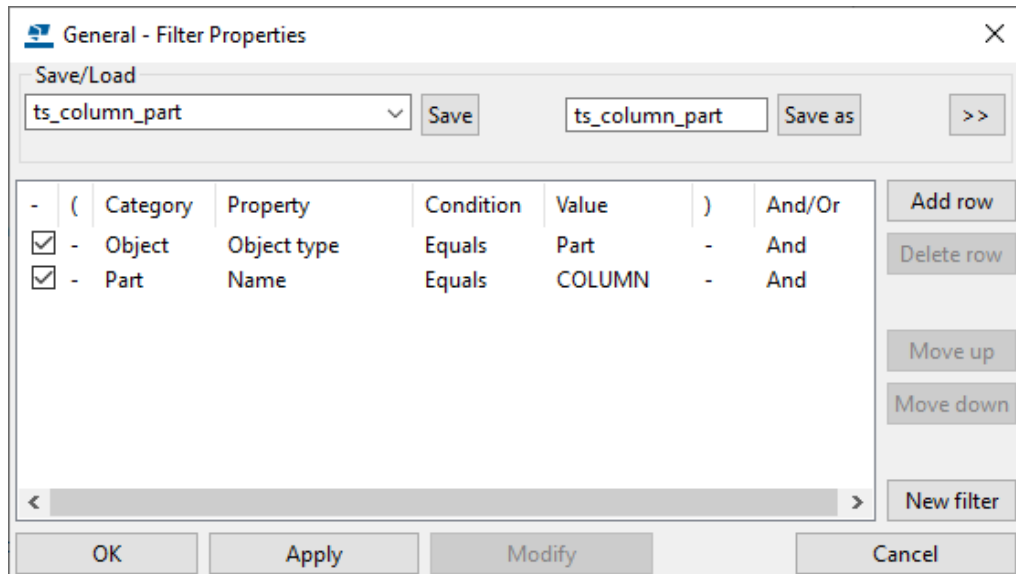 General - Filter Properties
Save/Load
ts_column_part Save ts_column_part Save as >>
- ( Category Property Condition Value ) And/Or
- Object Object type Equals Part - And
- Part Name Equals COLUMN - And
Add row
Delete row
Move up
Move down
New filter
OK Apply Modify Cancel